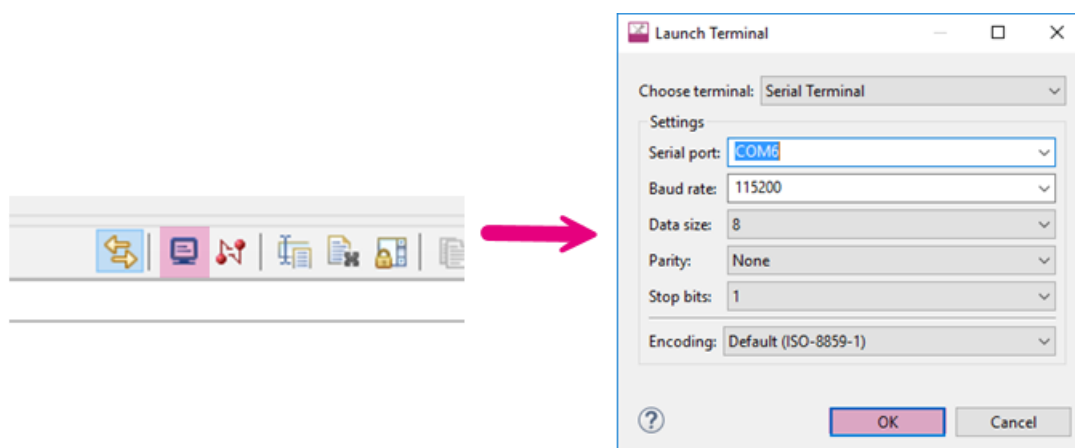 Launch Terminal
Choose terminal: Serial Terminal
Settings
Serial port: COM6
Baud rate: 115200
Data size: 8
Parity: None
Stop bits: 1
Encoding: Default (ISO-8859-1)
? OK Cancel